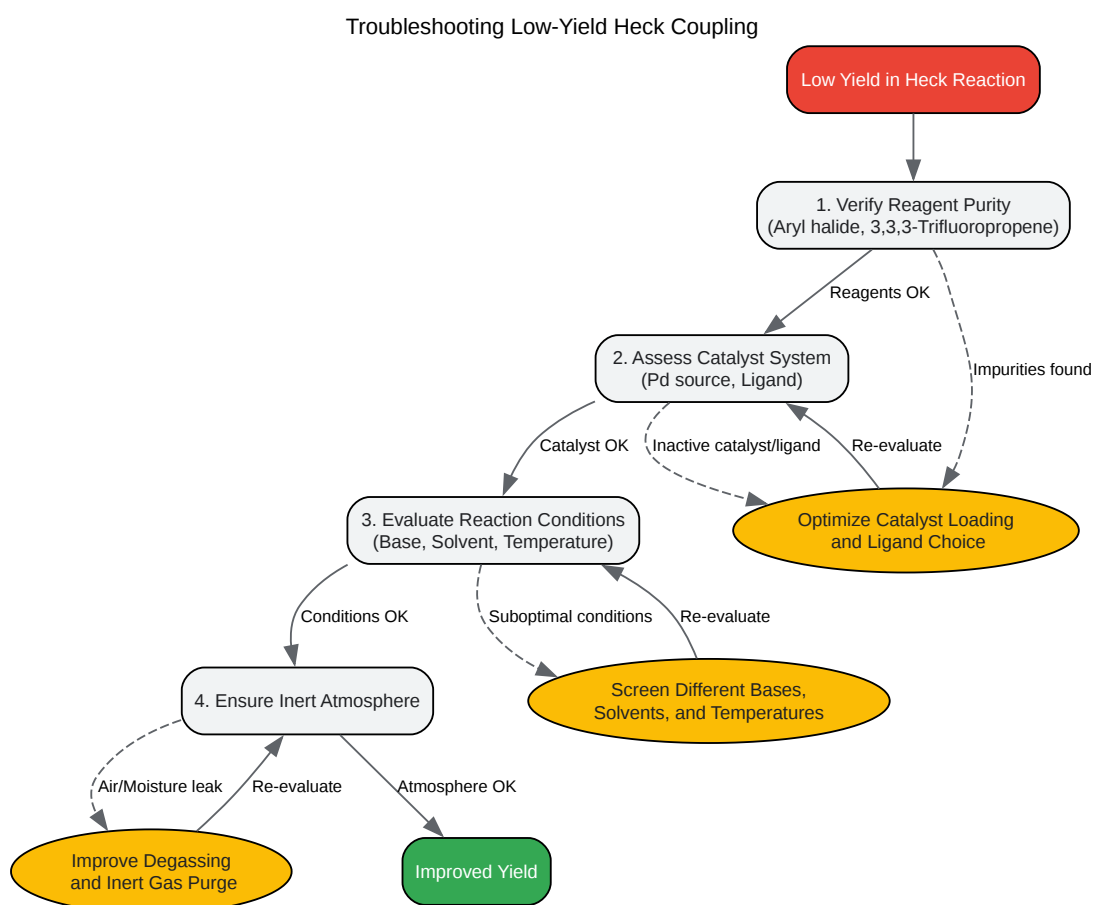 Troubleshooting Low-Yield Heck Coupling
Low Yield in Heck Reaction
1. Verify Reagent Purity
(Aryl halide, 3,3,3-Trifluoropropene)
Reagents OK
Impurities found
2. Assess Catalyst System
(Pd source, Ligand)
Catalyst OK
Inactive catalyst/ligand
Re-evaluate
Optimize Catalyst Loading
and Ligand Choice
3. Evaluate Reaction Conditions
(Base, Solvent, Temperature)
Conditions OK
Suboptimal conditions
Re-evaluate
Screen Different Bases,
Solvents, and Temperatures
4. Ensure Inert Atmosphere
Air/Moisture leak
Re-evaluate
Atmosphere OK
Improve Degassing
and Inert Gas Purge
Improved Yield